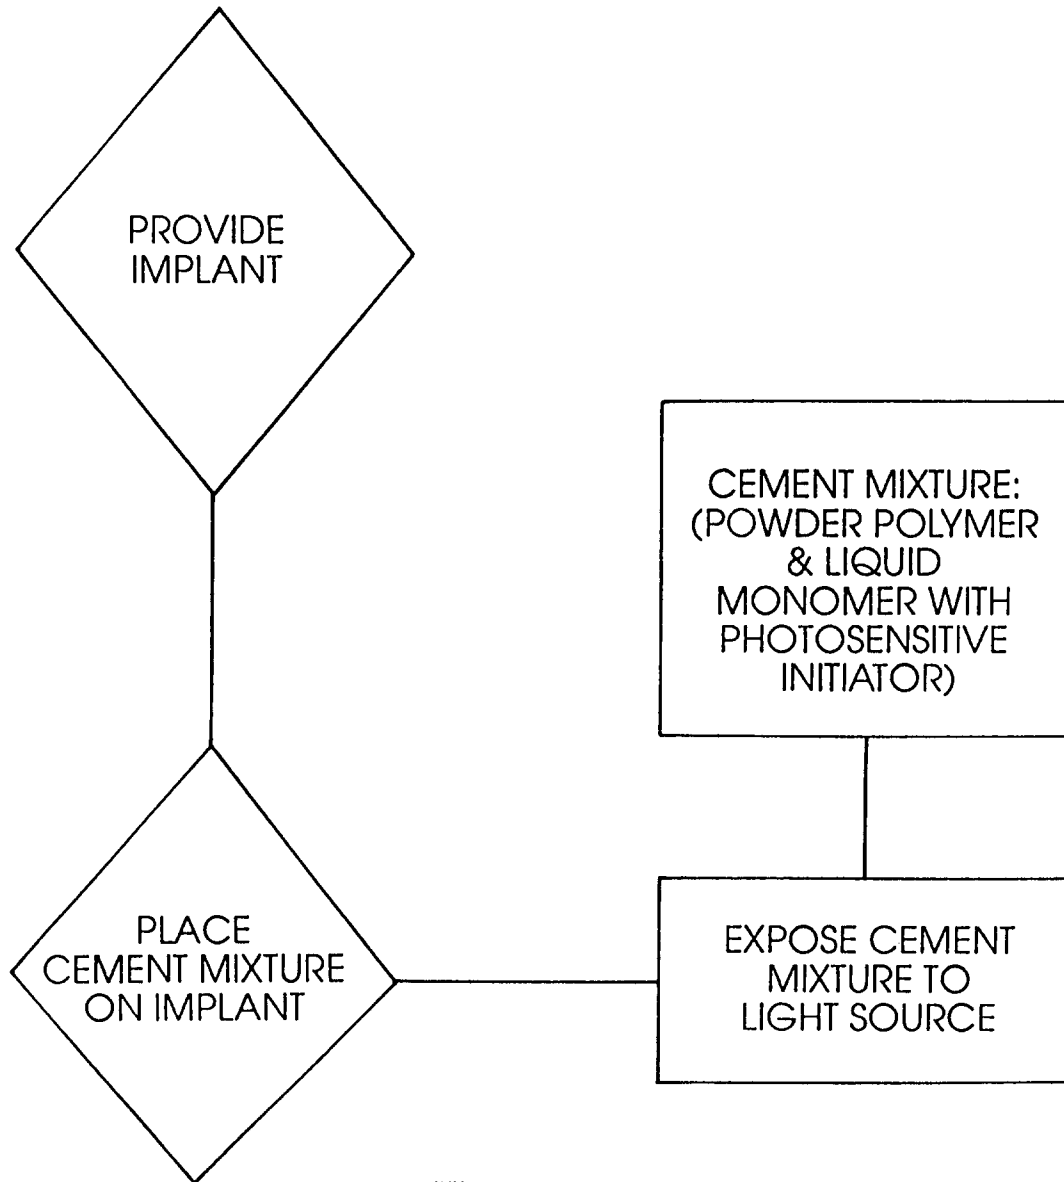 PROVIDE
IMPLANT
CEMENT MIXTURE:
(POWDER POLYMER
& LIQUID
MONOMER WITH
PHOTOSENSITIVE
INITIATOR)
PLACE
CEMENT MIXTURE
ON IMPLANT
EXPOSE CEMENT
MIXTURE TO
LIGHT SOURCE